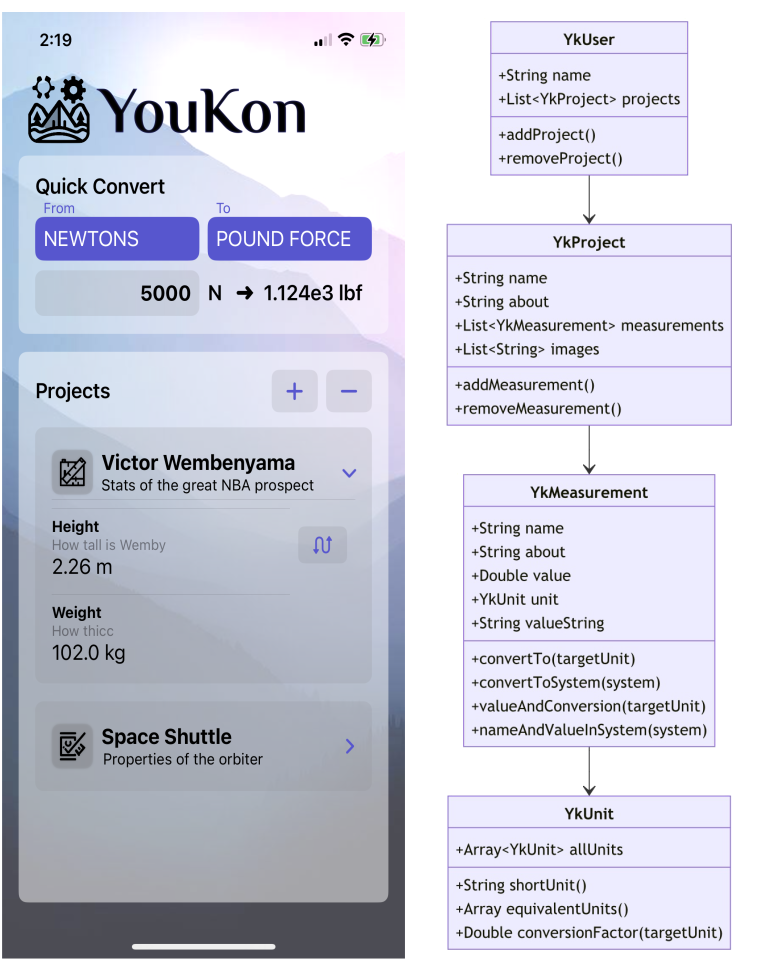 2:19
YouKon
Quick Convert
From
To
NEWTONS
POUND FORCE
5000 N ➜ 1.124e3 lbf
Projects
+
−
Victor Wembenyama
Stats of the great NBA prospect
Height
How tall is Wemby
2.26 m
Weight
How thicc
102.0 kg
Space Shuttle
Properties of the orbiter
YkUser
+String name
+List<YkProject> projects
+addProject()
+removeProject()
YkProject
+String name
+String about
+List<YkMeasurement> measurements
+List<String> images
+addMeasurement()
+removeMeasurement()
YkMeasurement
+String name
+String about
+Double value
+YkUnit unit
+String valueString
+convertTo(targetUnit)
+convertToSystem(system)
+valueAndConversion(targetUnit)
+nameAndValueInSystem(system)
YkUnit
+Array<YkUnit> allUnits
+String shortUnit()
+Array equivalentUnits()
+Double conversionFactor(targetUnit)